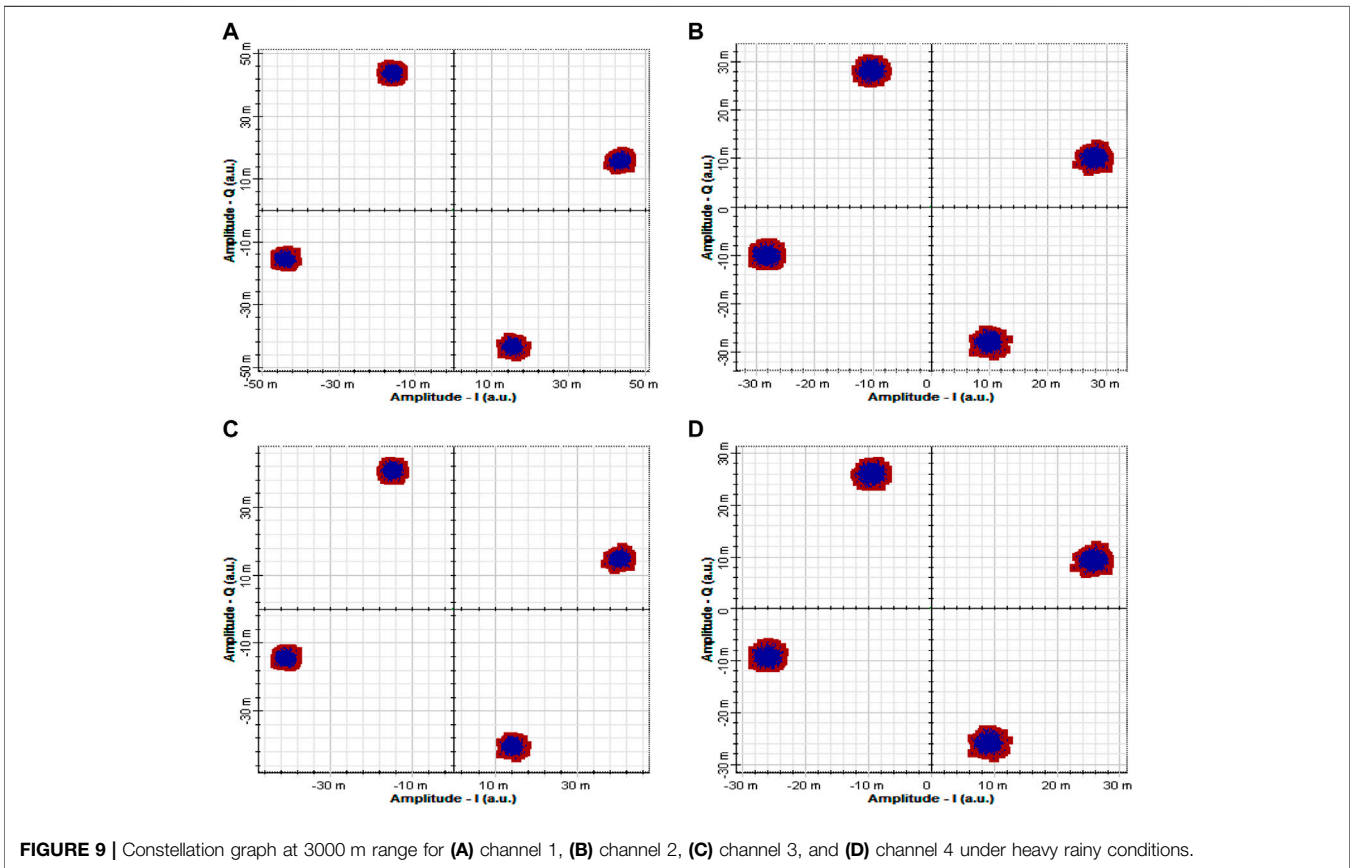 A
Amplitude - Q (a.u.)
50 m
30 m
10 m
-10 m
-30 m
-50 m
-50 m -30 m -10 m 10 m 30 m 50 m
Amplitude - I (a.u.)
B
Amplitude - Q (a.u.)
30 m
20 m
10 m
0
-10 m
-20 m
-30 m
-30 m -20 m -10 m 0 10 m 20 m 30 m
Amplitude - I (a.u.)
C
Amplitude - Q (a.u.)
30 m
10 m
-10 m
-30 m
-30 m -10 m 10 m 30 m
Amplitude - I (a.u.)
D
Amplitude - Q (a.u.)
30 m
20 m
10 m
0
-10 m
-20 m
-30 m
-30 m -20 m -10 m 0 10 m 20 m 30 m
Amplitude - I (a.u.)
FIGURE 9 | Constellation graph at 3000 m range for (A) channel 1, (B) channel 2, (C) channel 3, and (D) channel 4 under heavy rainy conditions.